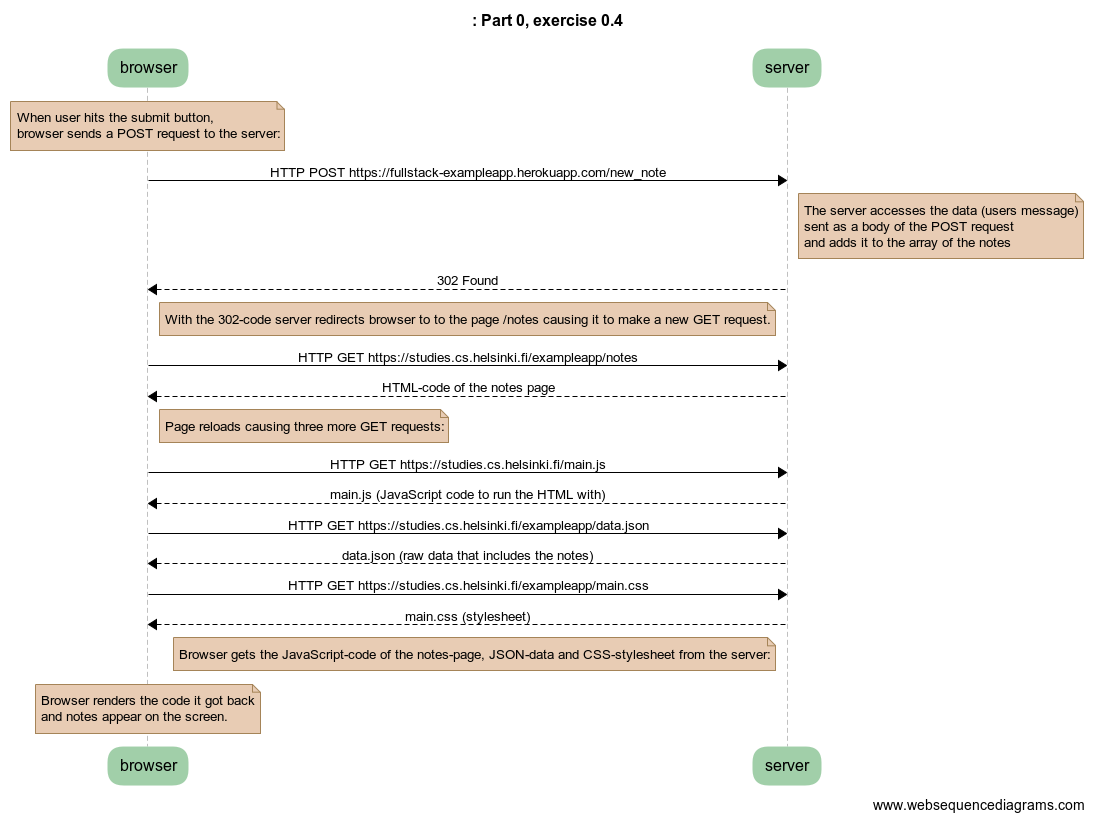 : Part 0, exercise 0.4
browser
server
When user hits the submit button,
browser sends a POST request to the server:
HTTP POST https://fullstack-exampleapp.herokuapp.com/new_note
The server accesses the data (users message)
sent as a body of the POST request
and adds it to the array of the notes
302 Found
With the 302-code server redirects browser to to the page /notes causing it to make a new GET request.
HTTP GET https://studies.cs.helsinki.fi/exampleapp/notes
HTML-code of the notes page
Page reloads causing three more GET requests:
HTTP GET https://studies.cs.helsinki.fi/main.js
main.js (JavaScript code to run the HTML with)
HTTP GET https://studies.cs.helsinki.fi/exampleapp/data.json
data.json (raw data that includes the notes)
HTTP GET https://studies.cs.helsinki.fi/exampleapp/main.css
main.css (stylesheet)
Browser gets the JavaScript-code of the notes-page, JSON-data and CSS-stylesheet from the server:
Browser renders the code it got back
and notes appear on the screen.
browser
server
www.websequencediagrams.com